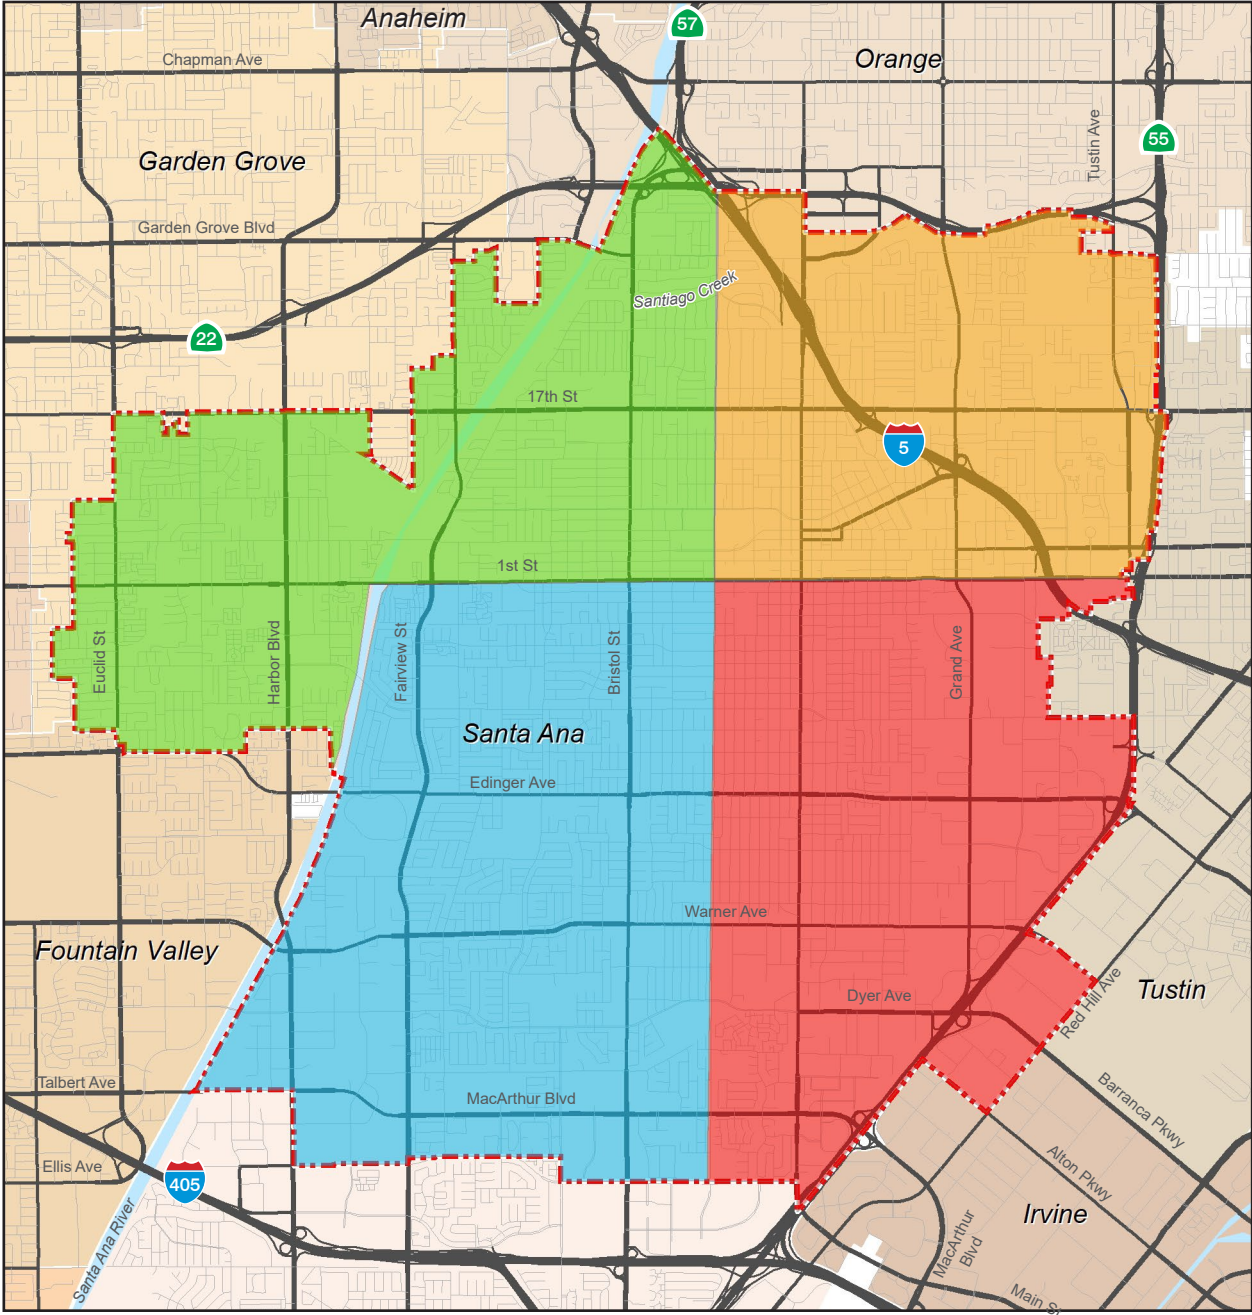 Anaheim
57
Orange
Chapman Ave
Tustin Ave
55
Garden Grove
Garden Grove Blvd
Santiago Creek
22
17th St
5
1st St
Euclid St
Harbor Blvd
Fairview St
Bristol St
Grand Ave
Santa Ana
Edinger Ave
Warner Ave
Fountain Valley
Dyer Ave
Red Hill Ave
Tustin
Talbert Ave
MacArthur Blvd
Barranca Pkwy
Ellis Ave
405
Alton Pkwy
Santa Ana River
Irvine
MacArthur
Blvd
Main St